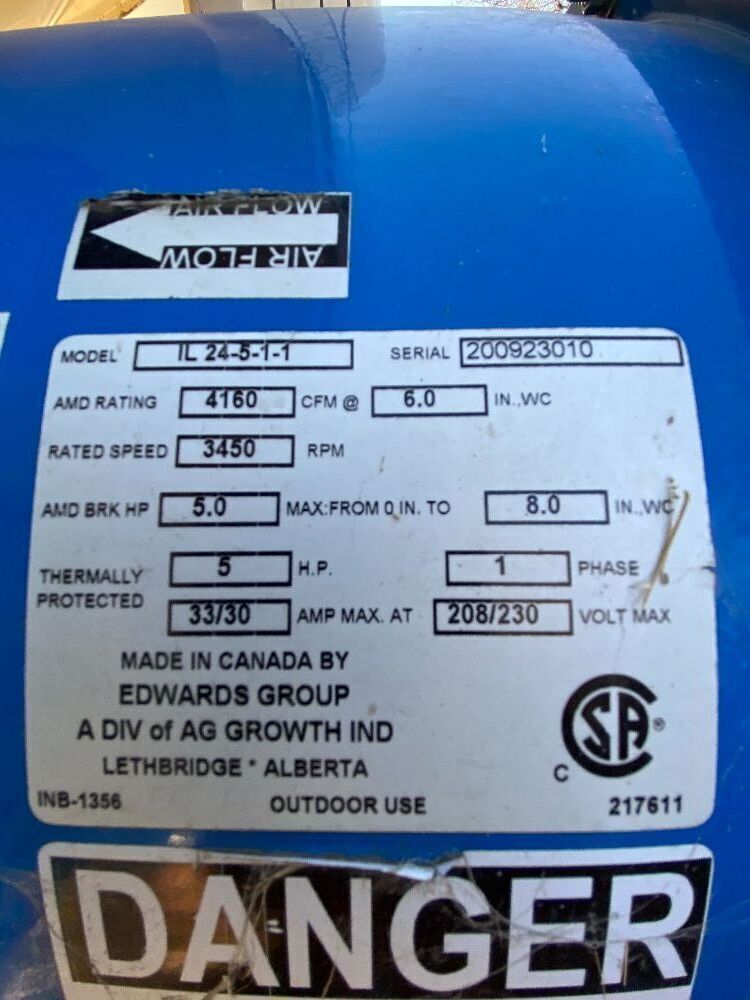 AIR FLOW
AIR FLOW
MODEL IL 24-5-1-1 SERIAL 200923010
AMD RATING 4160 CFM @ 6.0 IN.,WC
RATED SPEED 3450 RPM
AMD BRK HP 5.0 MAX:FROM 0 IN. TO 8.0 IN.,WC
THERMALLY PROTECTED 5 H.P. 1 PHASE
33/30 AMP MAX. AT 208/230 VOLT MAX
MADE IN CANADA BY
EDWARDS GROUP
A DIV of AG GROWTH IND
LETHBRIDGE * ALBERTA
C SA ®
INB-1356 OUTDOOR USE 217611
DANGER